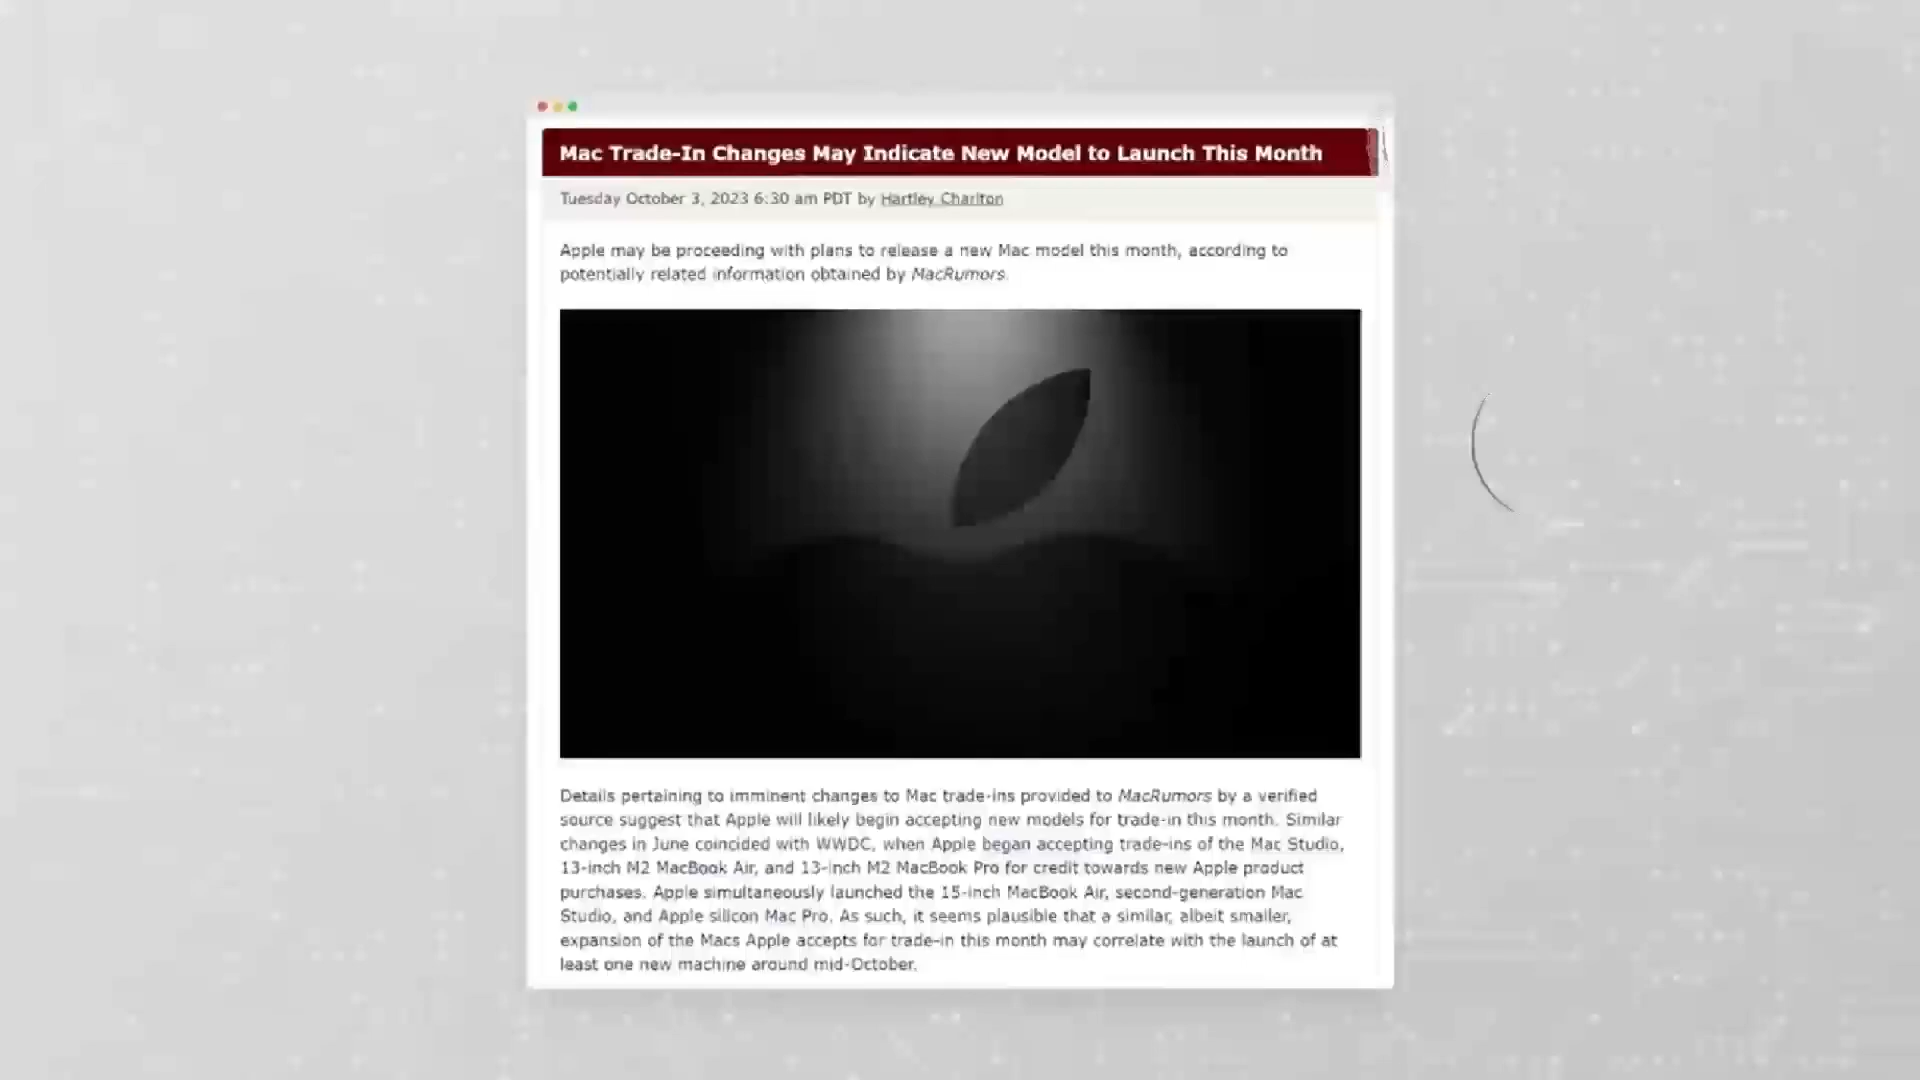 Mac Trade-In Changes May Indicate New Model to Launch This Month
Tuesday October 3, 2023 6:30 am PDT by Hartley Charlton
Apple may be proceeding with plans to release a new Mac model this month, according to
potentially related information obtained by MacRumors.
Details pertaining to imminent changes to Mac trade-ins provided to MacRumors by a verified
source suggest that Apple will likely begin accepting new models for trade-in this month. Similar
changes in June coincided with WWDC, when Apple began accepting trade-ins of the Mac Studio,
13-inch M2 MacBook Air, and 13-inch M2 MacBook Pro for credit towards new Apple product
purchases. Apple simultaneously launched the 15-inch MacBook Air, second-generation Mac
Studio, and Apple silicon Mac Pro. As such, it seems plausible that a similar, albeit smaller,
expansion of the Macs Apple accepts for trade-in this month may correlate with the launch of at
least one new machine around mid-October.